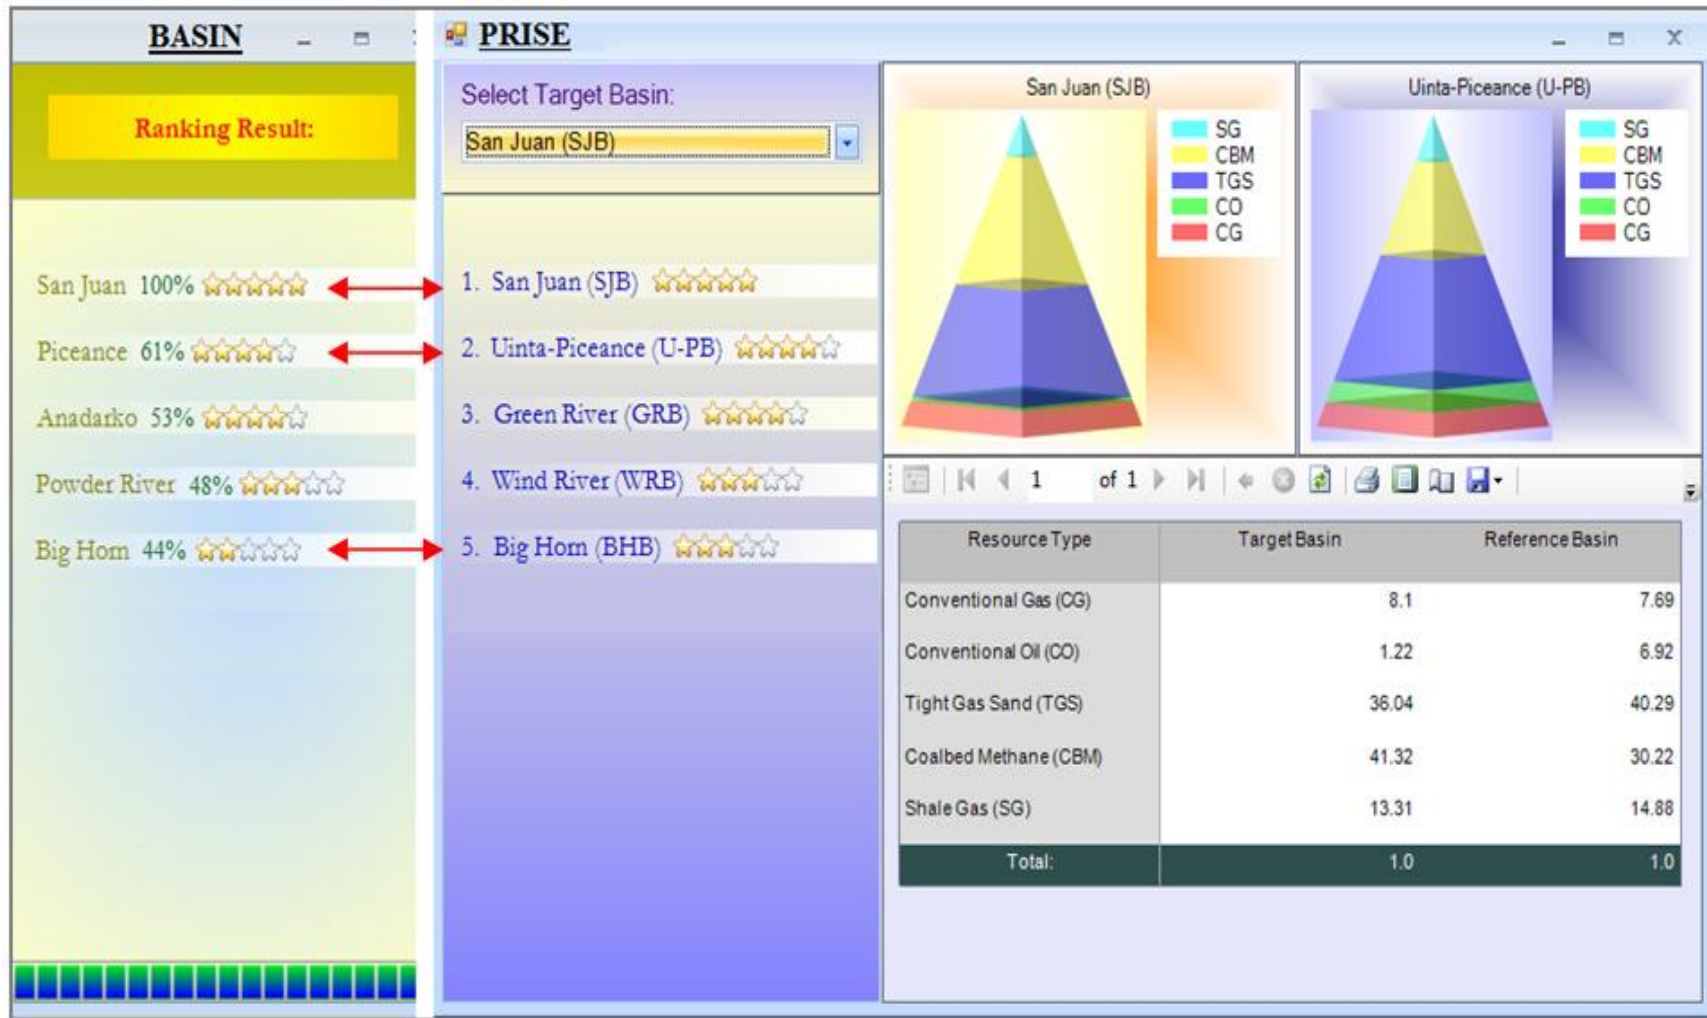 BASIN
Ranking Result:
San Juan 100%
Piceance 61%
Anadarko 53%
Powder River 48%
Big Horn 44%
PRISE
Select Target Basin:
San Juan (SJB)
1. San Juan (SJB)
2. Uinta-Piceance (U-PB)
3. Green River (GRB)
4. Wind River (WRB)
5. Big Horn (BHB)
San Juan (SJB)
SG
CBM
TGS
CO
CG
Uinta-Piceance (U-PB)
SG
CBM
TGS
CO
CG
1 of 1
Resource Type Target Basin Reference Basin
Conventional Gas (CG) 8.1 7.69
Conventional Oil (CO) 1.22 6.92
Tight Gas Sand (TGS) 36.04 40.29
Coalbed Methane (CBM) 41.32 30.22
Shale Gas (SG) 13.31 14.88
Total: 1.0 1.0